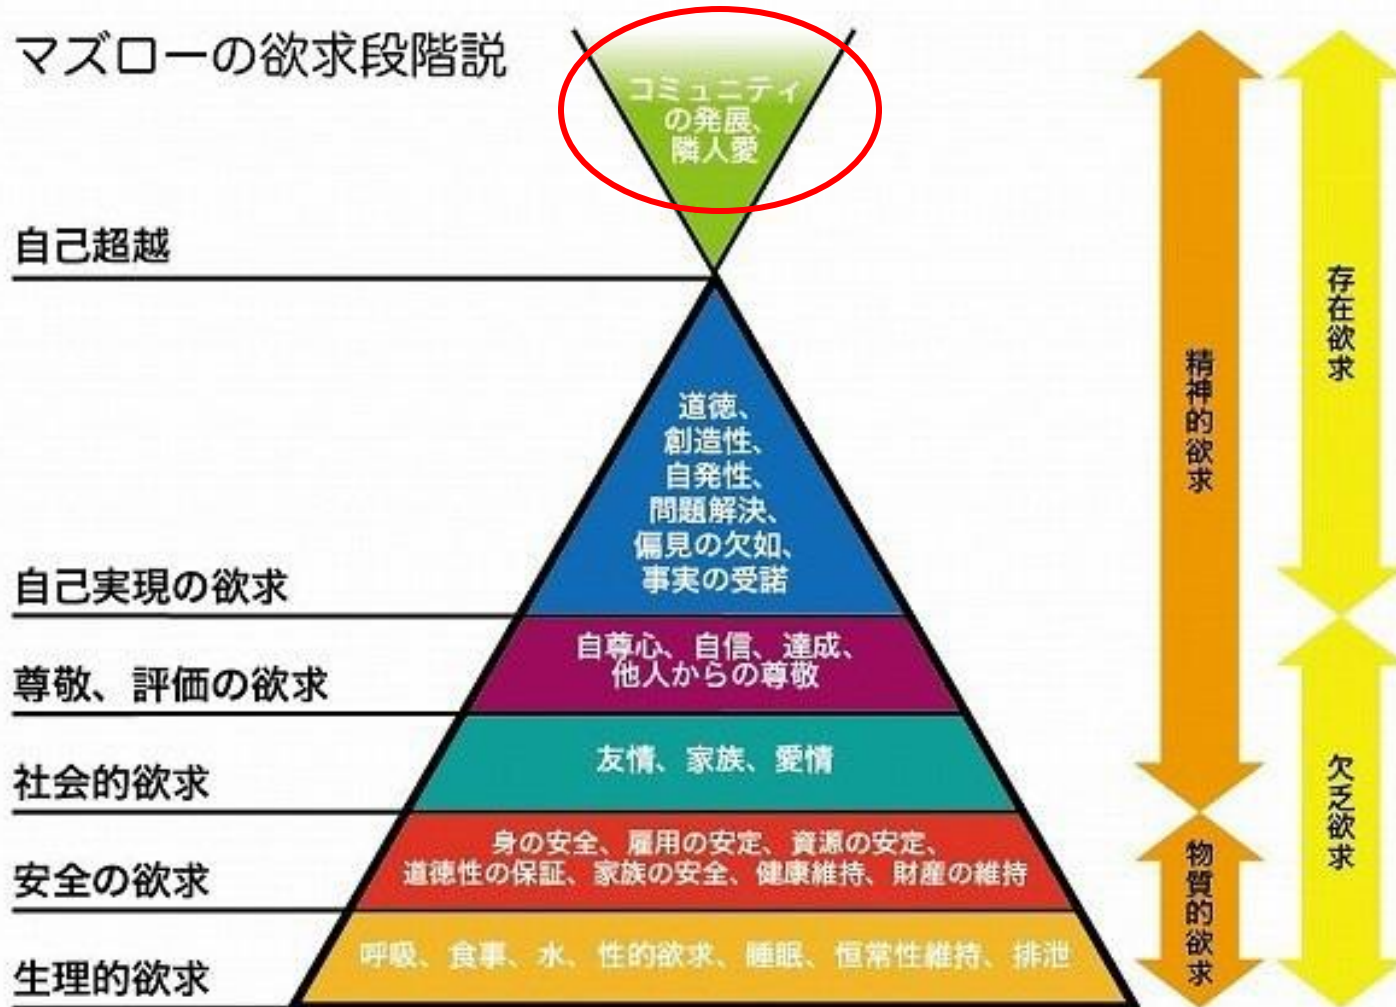 マズローの欲求段階説
コミュニティ
の発展、
隣人愛
自己超越
道徳、
創造性、
自発性、
問題解決、
偏見の欠如、
事実の受諾
自己実現の欲求
自尊心、自信、達成、
他人からの尊敬
尊敬、評価の欲求
友情、家族、愛情
社会的欲求
身の安全、雇用の安定、資源の安定、
道徳性の保証、家族の安全、健康維持、財産の維持
安全の欲求
呼吸、食事、水、性的欲求、睡眠、恒常性維持、排泄
生理的欲求
精神的欲求
物質的欲求
存在欲求
欠乏欲求